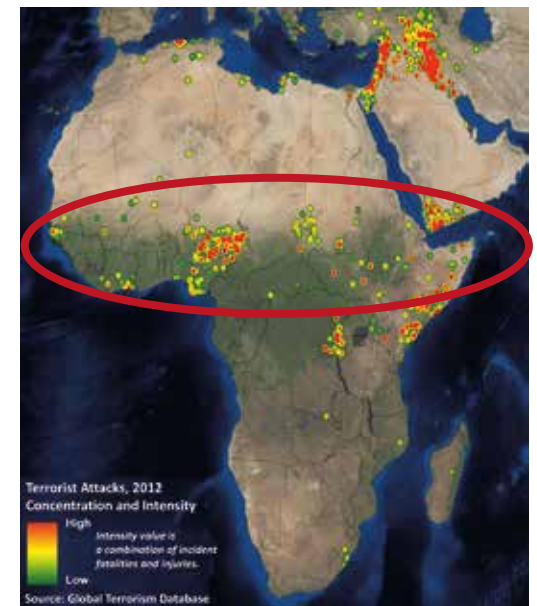 Terrorist Attacks, 2012
Concentration and Intensity
High
Intensity value is
a combination of incident
fatalities and injuries.
Low
Source: Global Terrorism Database